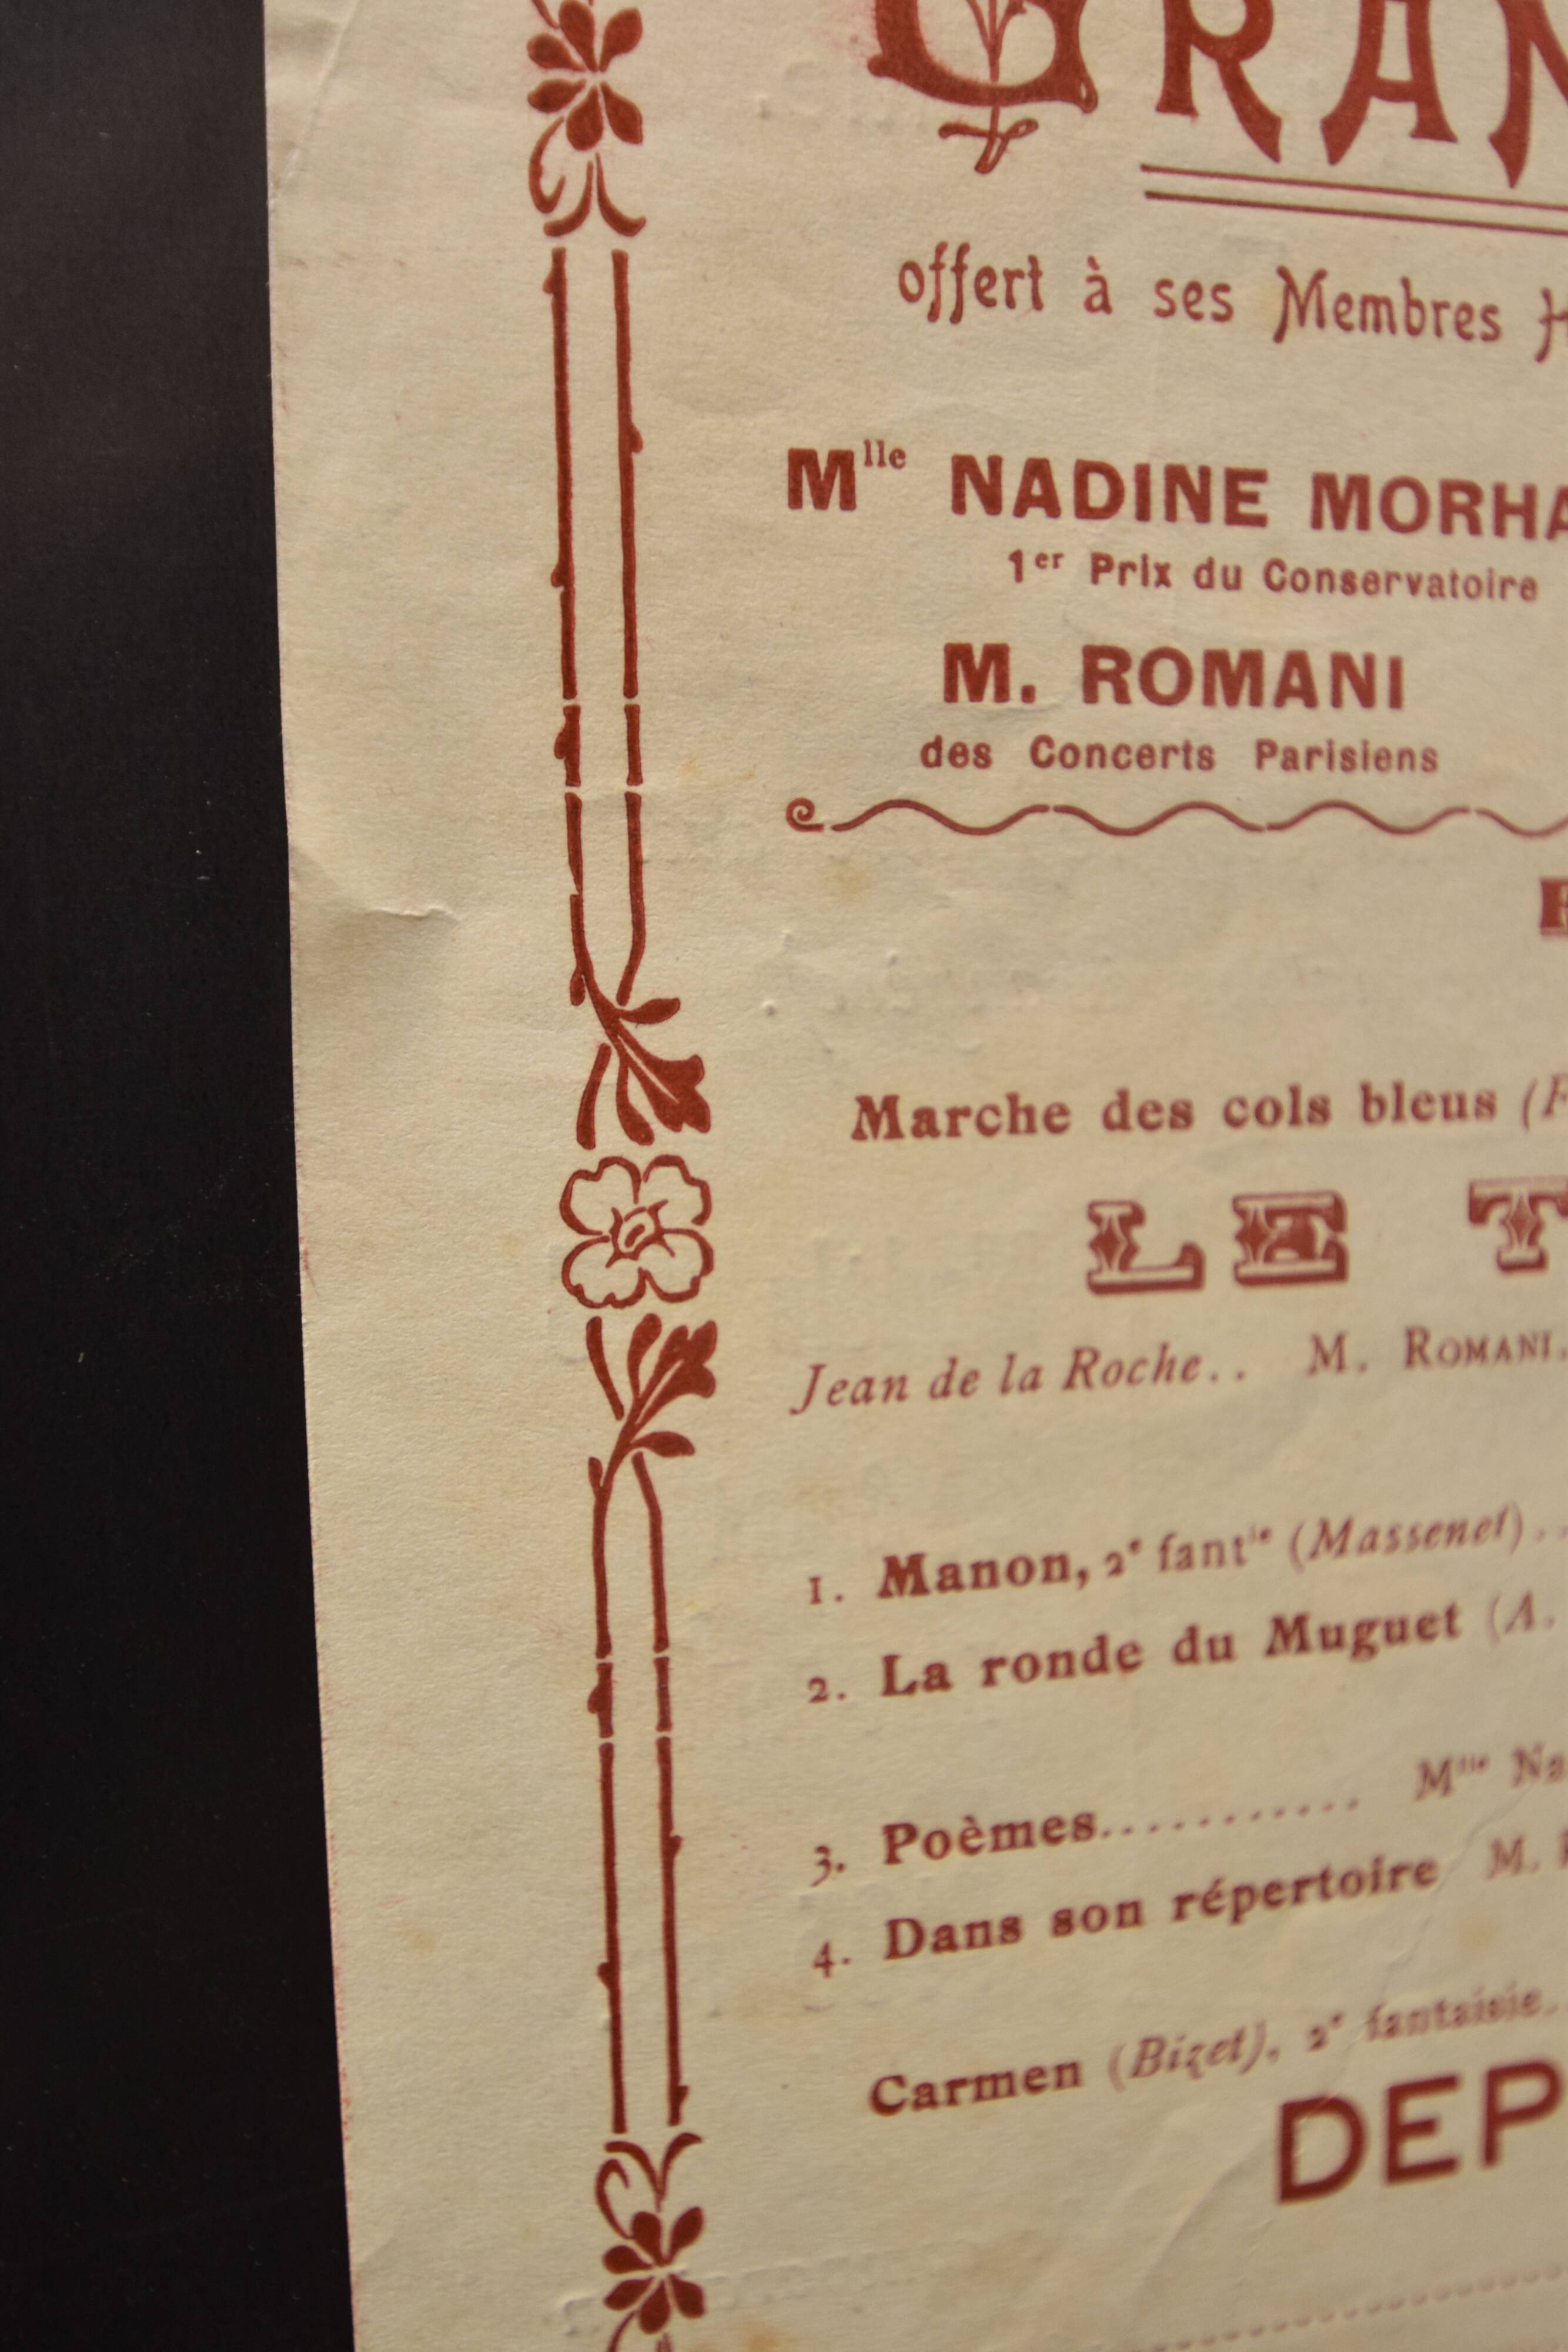 GRAN
offert à ses Membres H
Mlle NADINE MORHA
1er Prix du Conservatoire
M. ROMANI
des Concerts Parisiens
Marche des cols bleus (F
LE T
Jean de la Roche.. M. ROMANI.
1. Manon, 2e fantie (Massenet)..
2. La ronde du Muguet (A.
3. Poèmes........... Mlle Na
4. Dans son répertoire M.
Carmen (Bizet), 2e fantaisie.
DEP